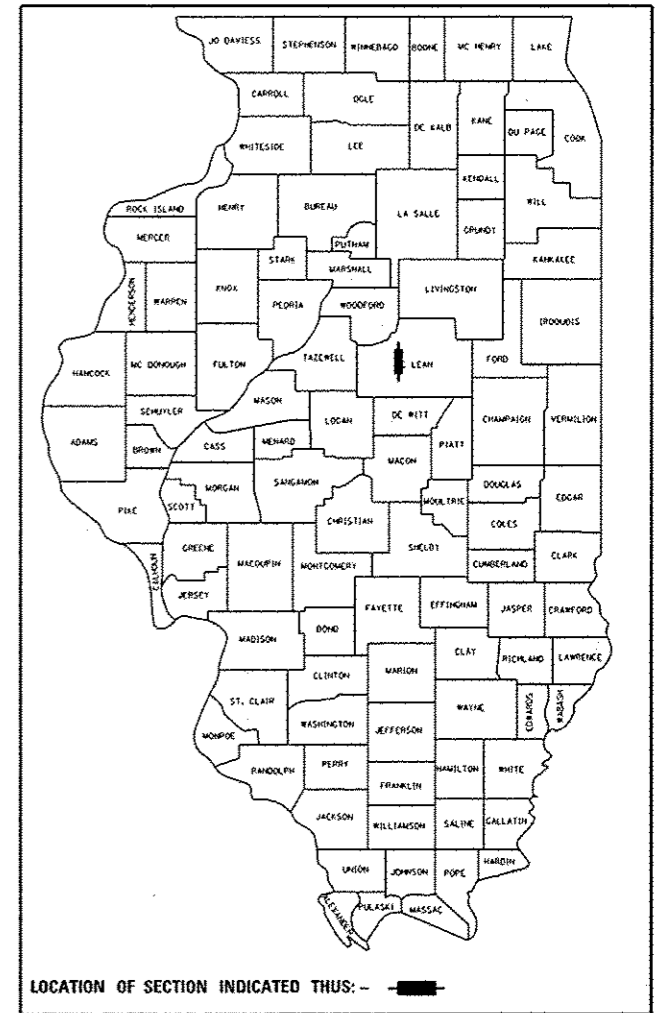 JO DAVIESS STEPHENSON WINNEBAGO BOONE MC HENRY LAKE
CARROLL OGLE DE KALB KANE DU PAGE COOK
WHITESIDE LEE KENDALL WILL
ROCK ISLAND HENRY BUREAU LA SALLE GRUNDY
MERCER PUTNAM KANKAKEE
STARK MARSHALL
HENDERSON WARREN KNOX PEORIA WOODFORD LIVINGSTON IROQUOIS
HANCOCK MC DONOUGH FULTON TAZEWELL LEAN FORD
MASON
SCHUYLER LOGAN DE WITT CHAMPAIGN VERMILION
ADAMS BROWN CASS MENARD PIATT
MACON
MORGAN SANGAMON DOUGLAS EDGAR
PIKE SCOTT CHRISTIAN MOULTRIE COLES
GREENE SHELBY
CALHOUN MACOUPIN MONTGOMERY CUMBERLAND CLARK
JERSEY FAYETTE EFFINGHAM JASPER CRAWFORD
MADISON BOND
CLAY RICHLAND LAWRENCE
CLINTON MARION
ST. CLAIR WAYNE EDWARDS WABASH
WASHINGTON JEFFERSON
MONROE
RANDOLPH PERRY HAMILTON WHITE
FRANKLIN
JACKSON WILLIAMSON SALINE GALLATIN
UNION JOHNSON POPE HARDIN
ALEXANDER PULASKI MASSAC
LOCATION OF SECTION INDICATED THUS: -